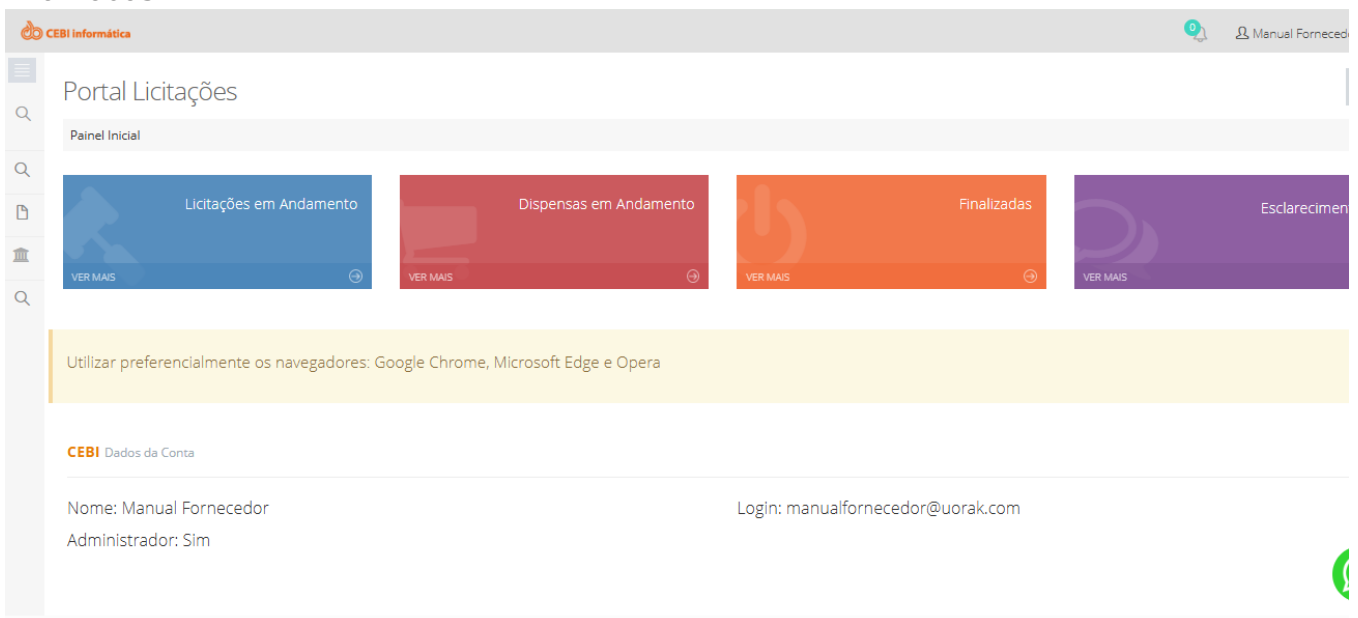 CEBI informática
0
Manual Fornecedo
Portal Licitações
Painel Inicial
Licitações em Andamento
VER MAIS
Dispensas em Andamento
VER MAIS
Finalizadas
VER MAIS
Esclarecimen
VER MAIS
Utilizar preferencialmente os navegadores: Google Chrome, Microsoft Edge e Opera
CEBI Dados da Conta
Nome: Manual Fornecedor
Login: manualfornecedor@uorak.com
Administrador: Sim